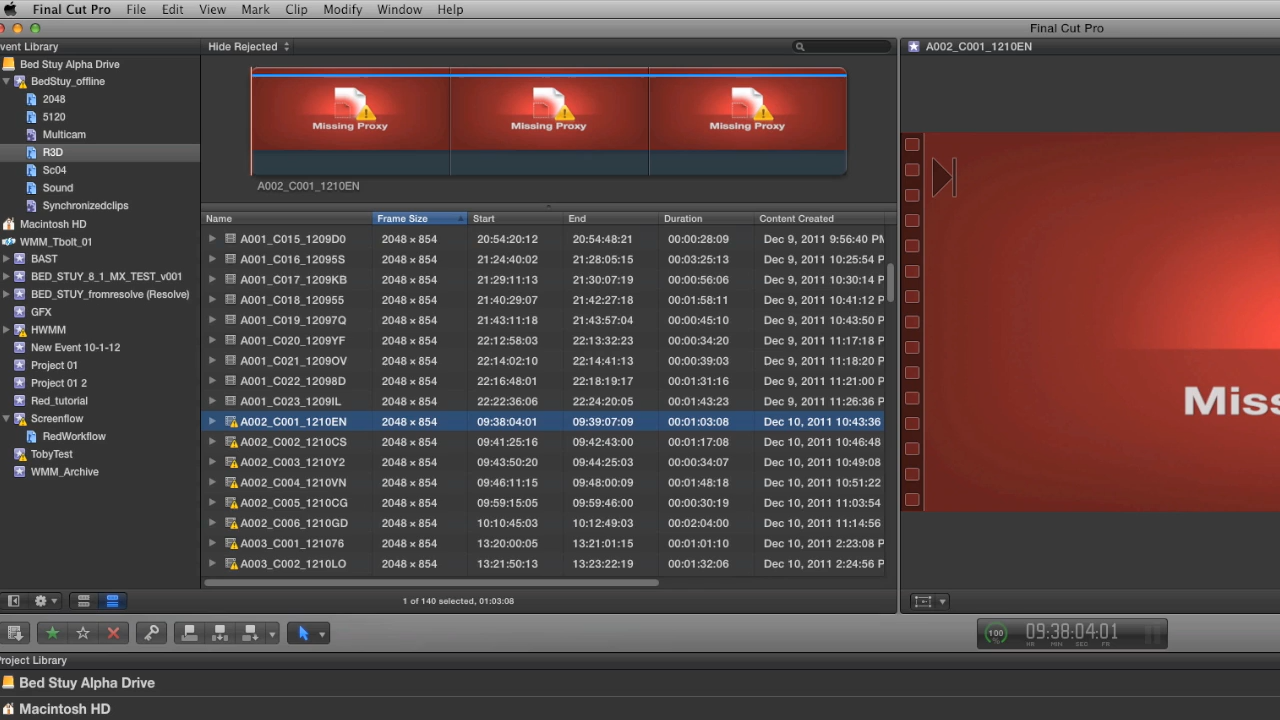 Final Cut Pro File Edit View Mark Clip Modify Window Help
Final Cut Pro
vent Library
Hide Rejected
A002_C001_1210EN
Bed Stuy Alpha Drive
BedStuy_offline
2048
5120
Multicam
R3D
Sc04
Sound
Synchronizedclips
Macintosh HD
WMM_Tbolt_01
BAST
BED_STUY_8_1_MX_TEST_v001
BED_STUY_fromresolve (Resolve)
GFX
HWMM
New Event 10-1-12
Project 01
Project 01 2
Red_tutorial
Screenflow
RedWorkflow
TobyTest
WMM_Archive
Missing Proxy Missing Proxy Missing Proxy
A002_C001_1210EN
Name Frame Size Start End Duration Content Created
A001_C015_1209D0 2048 × 854 20:54:20:12 20:54:48:21 00:00:28:09 Dec 9, 2011 9:56:40 PM
A001_C016_12095S 2048 × 854 21:24:40:02 21:28:05:15 00:03:25:13 Dec 9, 2011 10:25:54 P
A001_C017_1209KB 2048 × 854 21:29:11:13 21:30:07:19 00:00:56:06 Dec 9, 2011 10:30:14 P
A001_C018_120955 2048 × 854 21:40:29:07 21:42:27:18 00:01:58:11 Dec 9, 2011 10:41:12 P
A001_C019_12097Q 2048 × 854 21:43:11:18 21:43:57:04 00:00:45:10 Dec 9, 2011 10:43:50 P
A001_C020_1209YF 2048 × 854 22:12:58:03 22:13:32:23 00:00:34:20 Dec 9, 2011 11:17:18 P
A001_C021_1209OV 2048 × 854 22:14:02:10 22:14:41:13 00:00:39:03 Dec 9, 2011 11:18:20 P
A001_C022_12098D 2048 × 854 22:16:48:01 22:18:19:17 00:01:31:16 Dec 9, 2011 11:21:00 P
A001_C023_1209IL 2048 × 854 22:22:36:06 22:24:20:05 00:01:43:23 Dec 9, 2011 11:26:36 P
A002_C001_1210EN 2048 × 854 09:38:04:01 09:39:07:09 00:01:03:08 Dec 10, 2011 10:43:36
A002_C002_1210CS 2048 × 854 09:41:25:16 09:42:43:00 00:01:17:08 Dec 10, 2011 10:46:48
A002_C003_1210Y2 2048 × 854 09:43:50:20 09:44:25:03 00:00:34:07 Dec 10, 2011 10:49:08
A002_C004_1210VN 2048 × 854 09:46:11:15 09:48:00:09 00:01:48:18 Dec 10, 2011 10:51:22
A002_C005_1210CG 2048 × 854 09:59:15:05 09:59:46:00 00:00:30:19 Dec 10, 2011 11:03:54
A002_C006_1210GD 2048 × 854 10:10:45:03 10:12:49:03 00:02:04:00 Dec 10, 2011 11:14:56
A003_C001_121076 2048 × 854 13:20:00:05 13:21:01:15 00:01:01:10 Dec 10, 2011 2:23:08 P
A003_C002_1210LO 2048 × 854 13:21:50:13 13:23:22:19 00:01:32:06 Dec 10, 2011 2:24:56 P
Miss
1 of 140 selected, 01:03:08
100 09:38:04:01
HR MIN SEC FR
Project Library
Bed Stuy Alpha Drive
Macintosh HD